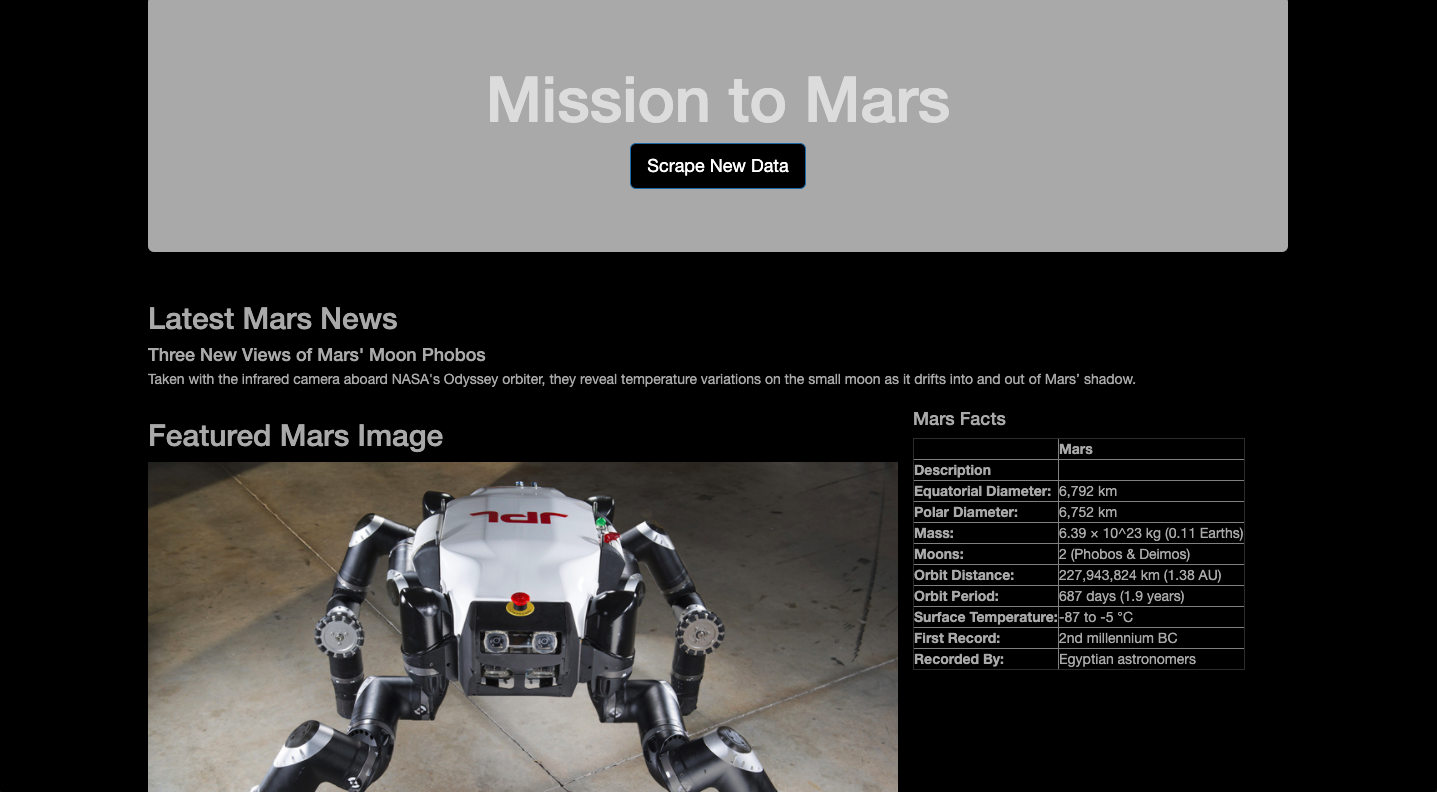 Mission to Mars
Scrape New Data
Latest Mars News
Three New Views of Mars' Moon Phobos
Taken with the infrared camera aboard NASA's Odyssey orbiter, they reveal temperature variations on the small moon as it drifts into and out of Mars’ shadow.
Featured Mars Image
JPL
Mars Facts
Mars
Description
Equatorial Diameter: 6,792 km
Polar Diameter: 6,752 km
Mass: 6.39 × 10^23 kg (0.11 Earths)
Moons: 2 (Phobos & Deimos)
Orbit Distance: 227,943,824 km (1.38 AU)
Orbit Period: 687 days (1.9 years)
Surface Temperature: -87 to -5 °C
First Record: 2nd millennium BC
Recorded By: Egyptian astronomers